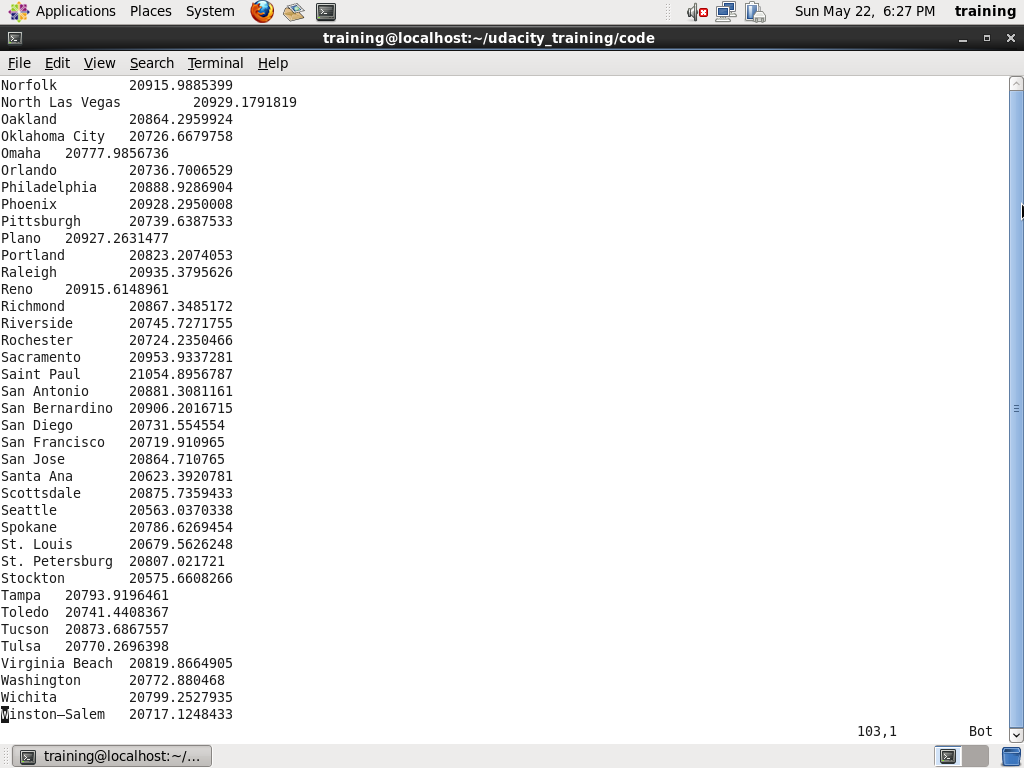 Applications Places System Sun May 22, 6:27 PM training
training@localhost:~/udacity_training/code
File Edit View Search Terminal Help
Norfolk 20915.9885399
North Las Vegas 20929.1791819
Oakland 20864.2959924
Oklahoma City 20726.6679758
Omaha 20777.9856736
Orlando 20736.7006529
Philadelphia 20888.9286904
Phoenix 20928.2950008
Pittsburgh 20739.6387533
Plano 20927.2631477
Portland 20823.2074053
Raleigh 20935.3795626
Reno 20915.6148961
Richmond 20867.3485172
Riverside 20745.7271755
Rochester 20724.2350466
Sacramento 20953.9337281
Saint Paul 21054.8956787
San Antonio 20881.3081161
San Bernardino 20906.2016715
San Diego 20731.554554
San Francisco 20719.910965
San Jose 20864.710765
Santa Ana 20623.3920781
Scottsdale 20875.7359433
Seattle 20563.0370338
Spokane 20786.6269454
St. Louis 20679.5626248
St. Petersburg 20807.021721
Stockton 20575.6608266
Tampa 20793.9196461
Toledo 20741.4408367
Tucson 20873.6867557
Tulsa 20770.2696398
Virginia Beach 20819.8664905
Washington 20772.880468
Wichita 20799.2527935
Winston–Salem 20717.1248433
103,1 Bot
training@localhost:~/...